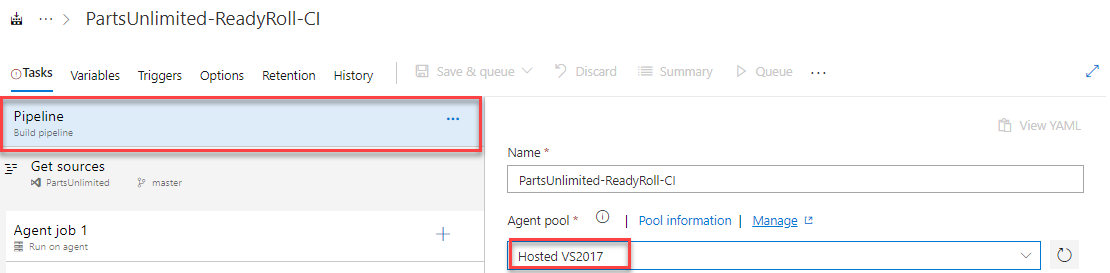 ··· > PartsUnlimited-ReadyRoll-CI
Tasks Variables Triggers Options Retention History Save & queue Discard Summary Queue ···
Pipeline ···
Build pipeline
View YAML
Get sources
PartsUnlimited master
Name *
PartsUnlimited-ReadyRoll-CI
Agent job 1
Run on agent
Agent pool * | Pool information | Manage
Hosted VS2017